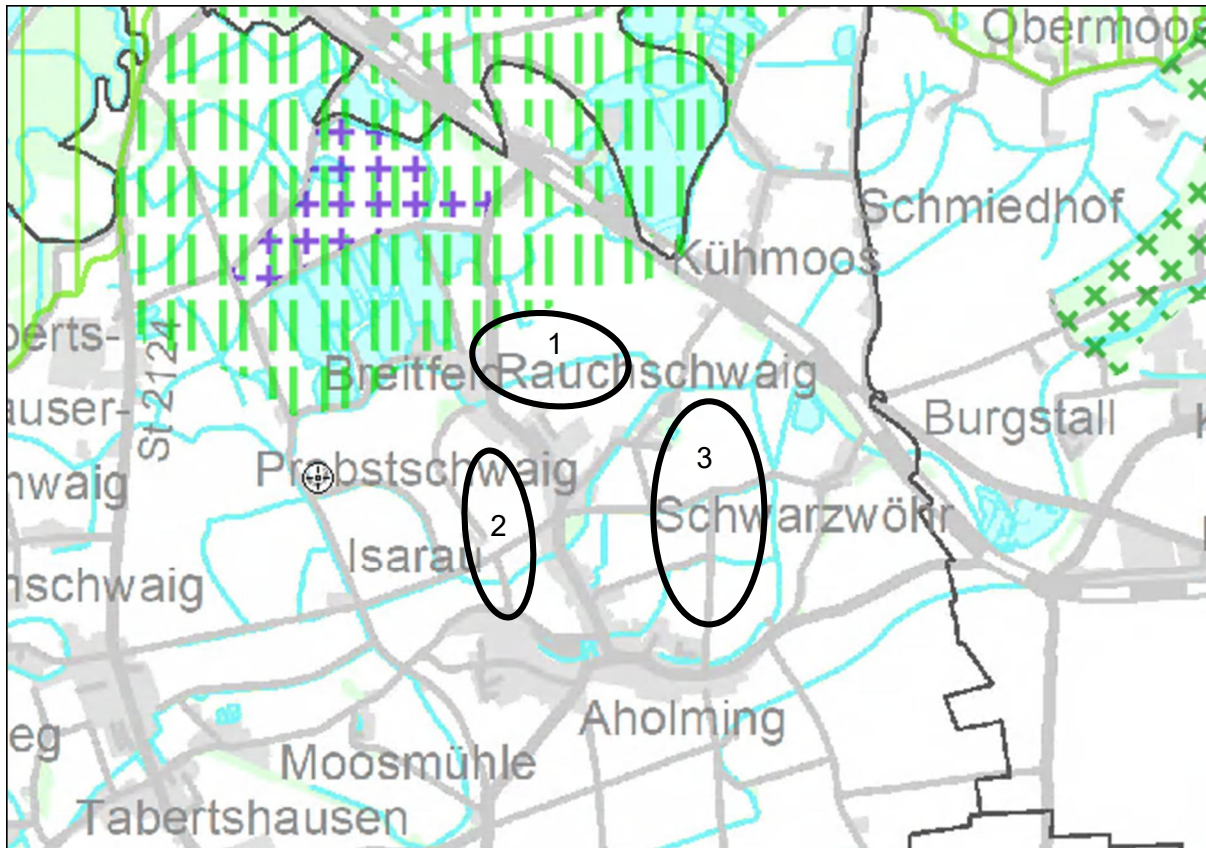 Obermoos
Schmiedhof
Kühmoos
St 2124
berts-
1
Breitfeld
Rauchschwaig
auser-
Burgstall
3
Probstschwaig
hwaig
2
Schwarzwöhr
Isarau
nschwaig
Aholming
eg
Moosmühle
Tabertshausen